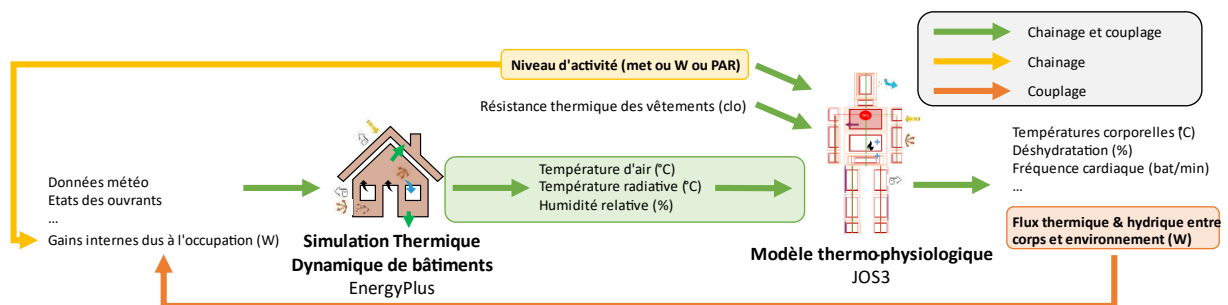 Niveau d'activité (met ou W ou PAR)
Résistance thermique des vêtements (clo)
Chainage et couplage
Chainage
Couplage
Données météo
Etats des ouvrants
...
Gains internes dus à l'occupation (W)
Simulation Thermique
Dynamique de bâtiments
EnergyPlus
Température d'air (°C)
Température radiative (°C)
Humidité relative (%)
Modèle thermo-physiologique
JOS3
Températures corporelles (°C)
Déshydratation (%)
Fréquence cardiaque (bat/min)
...
Flux thermique & hydrique entre
corps et environnement (W)